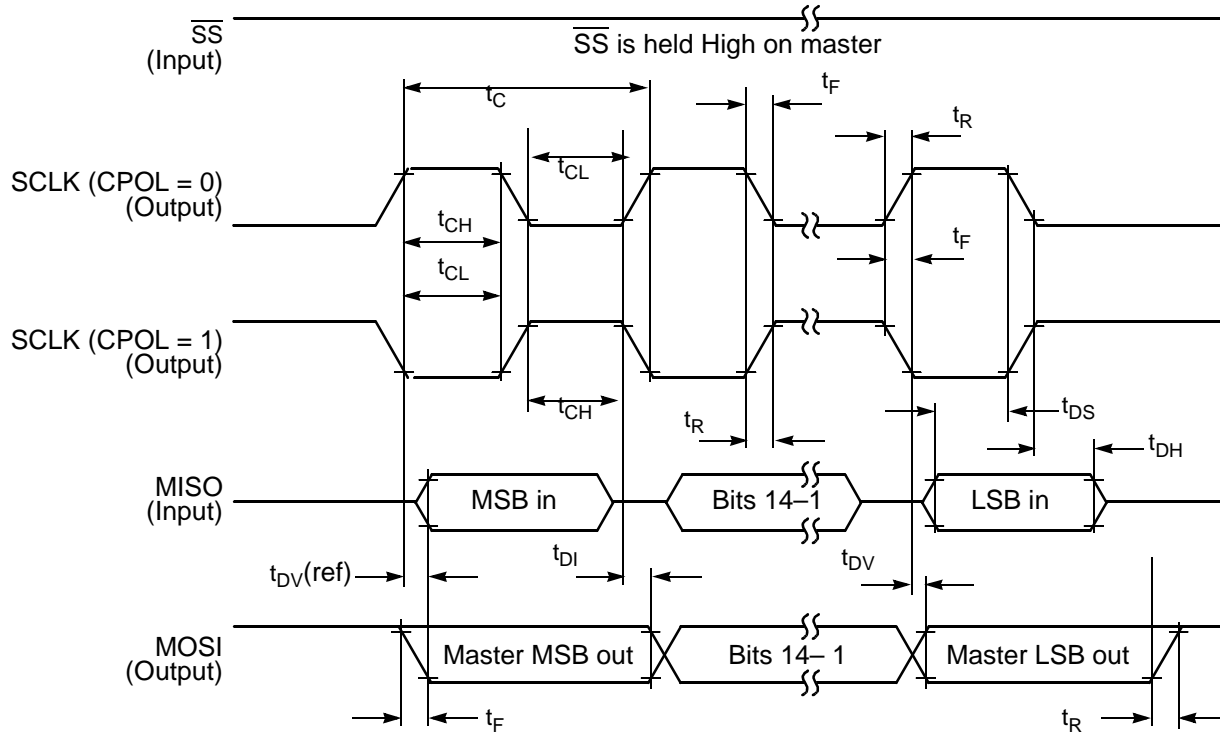 SS
(Input)
SS is held High on master
tC
tF
tR
tCL
SCLK (CPOL = 0)
(Output)
tCH
tF
tCL
SCLK (CPOL = 1)
(Output)
tCH
tR
tDS
tDH
MISO
(Input)
MSB in
Bits 14–1
LSB in
tDI
tDV
tDV(ref)
MOSI
(Output)
Master MSB out
Bits 14– 1
Master LSB out
tF
tR